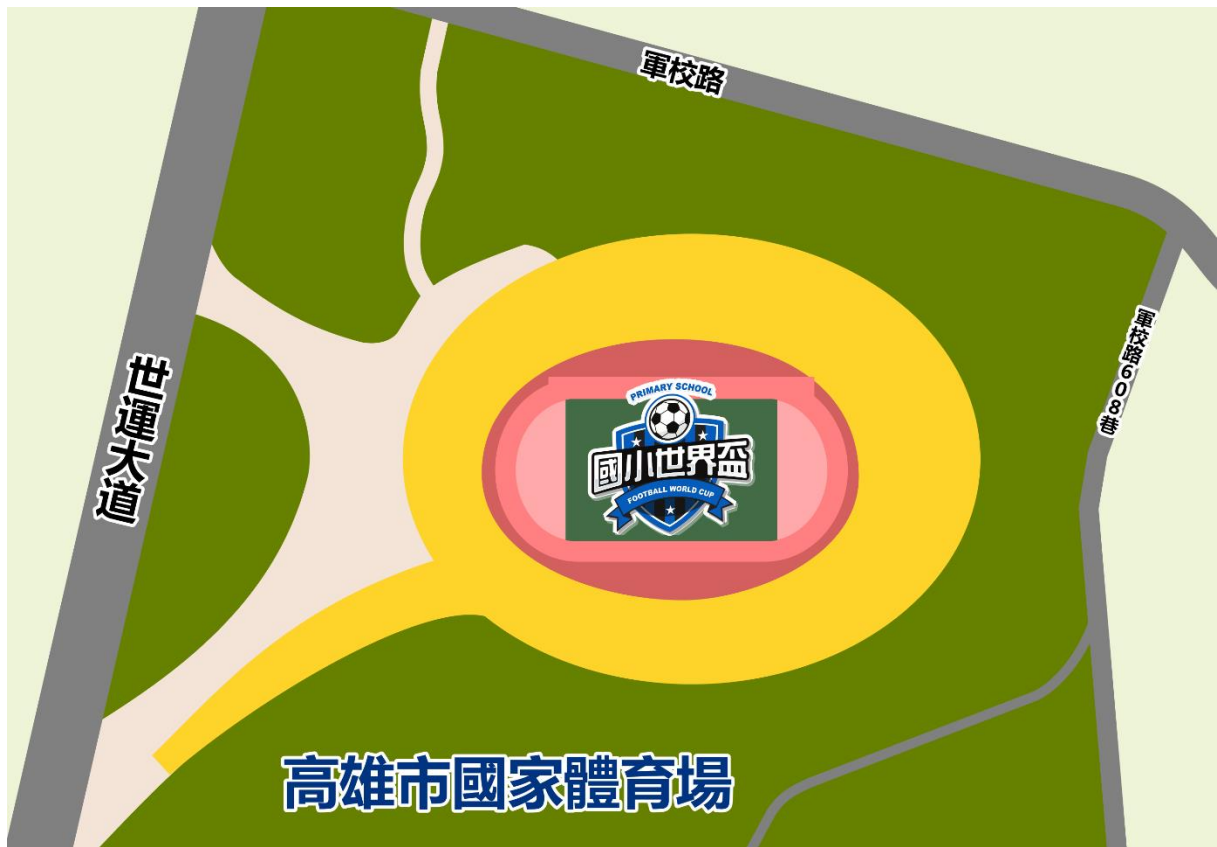 軍校路
軍校路608巷
世運大道
PRIMARY SCHOOL
國小世界盃
FOOTBALL WORLD CUP
高雄市國家體育場